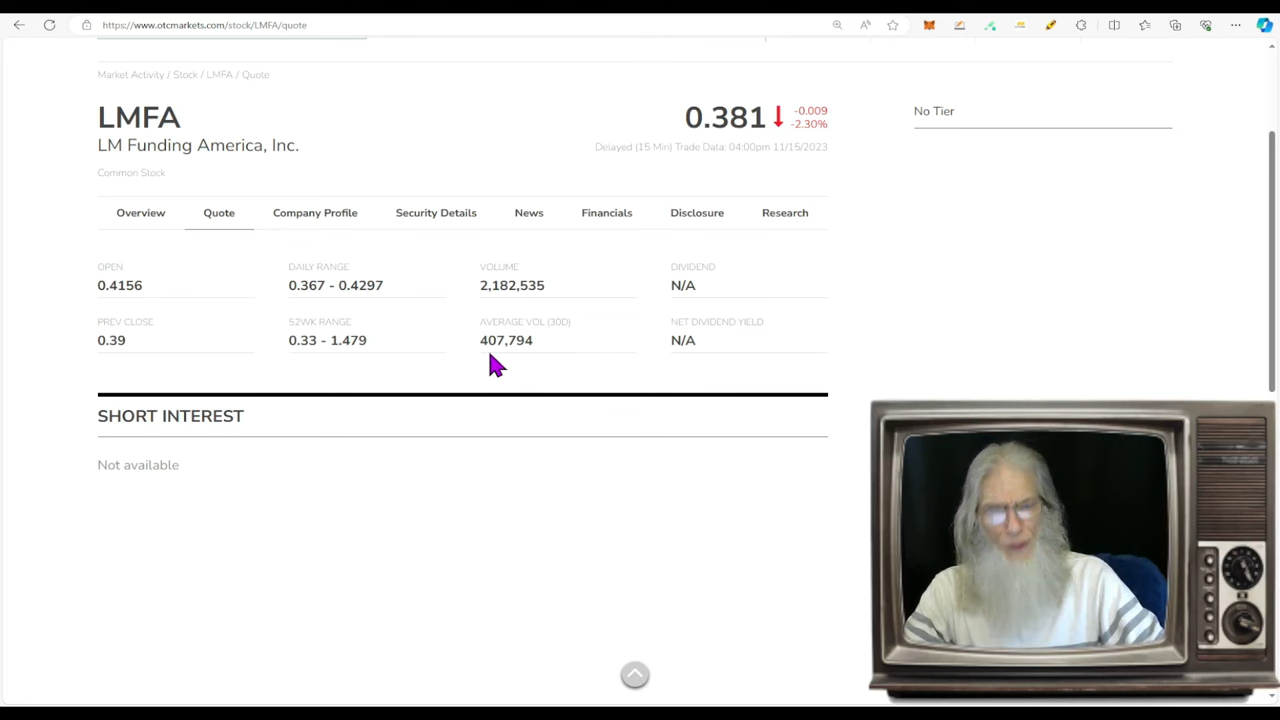 https://www.otcmarkets.com/stock/LMFA/quote
Market Activity / Stock / LMFA / Quote
LMFA
0.381
-0.009
-2.30%
No Tier
LM Funding America, Inc.
Delayed (15 Min) Trade Data: 04:00pm 11/15/2023
Common Stock
Overview Quote Company Profile Security Details News Financials Disclosure Research
OPEN DAILY RANGE VOLUME DIVIDEND
0.4156 0.367 - 0.4297 2,182,535 N/A
PREV CLOSE 52WK RANGE AVERAGE VOL (30D) NET DIVIDEND YIELD
0.39 0.33 - 1.479 407,794 N/A
SHORT INTEREST
Not available